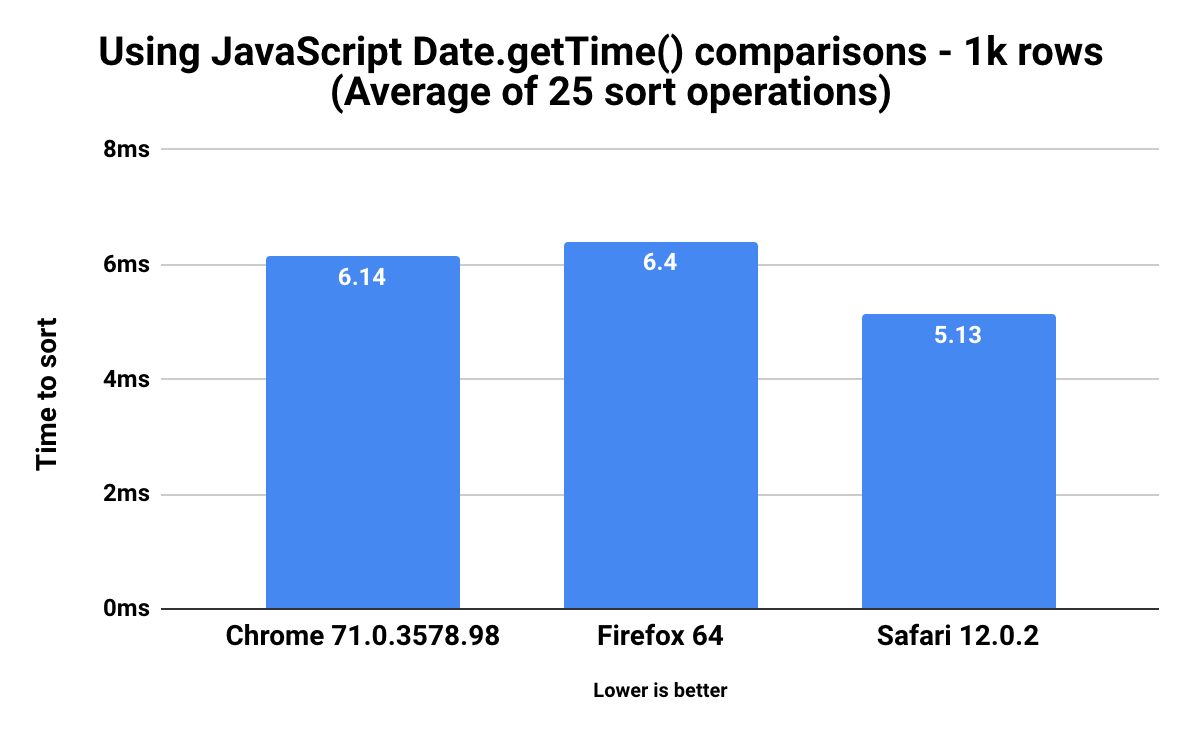 Using JavaScript Date.getTime() comparisons - 1k rows
(Average of 25 sort operations)
8ms
6ms
4ms
2ms
0ms
Time to sort
6.14
6.4
5.13
Chrome 71.0.3578.98
Firefox 64
Safari 12.0.2
Lower is better